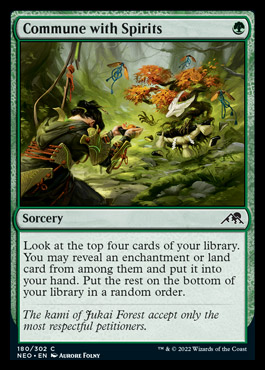 Commune with Spirits
Sorcery
Look at the top four cards of your library.
You may reveal an enchantment or land
card from among them and put it into
your hand. Put the rest on the bottom of
your library in a random order.
The kami of Jukai Forest accept only the
most respectful petitioners.
180/302 C
NEO • EN Aurore Folny
™ & © 2022 Wizards of the Coast